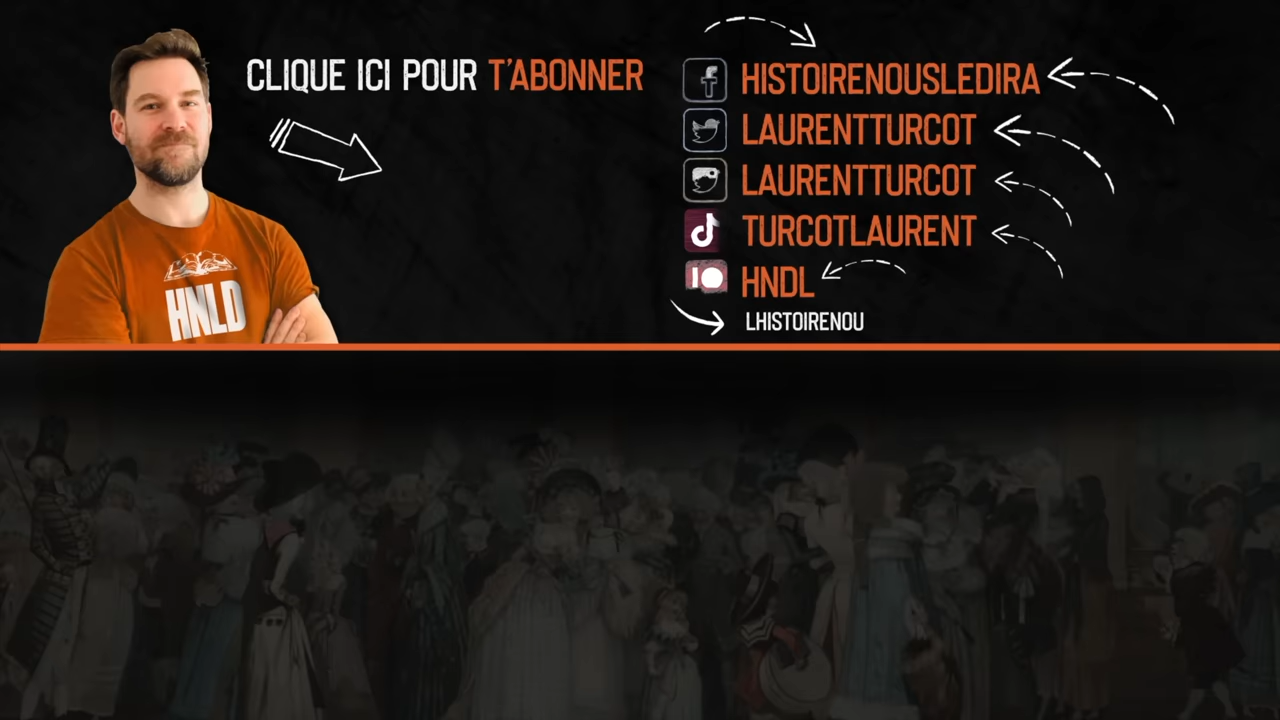 CLIQUE ICI POUR T'ABONNER
HISTOIRENOUSLEDIRA
LAURENTTURCOT
LAURENTTURCOT
TURCOTLAURENT
HNDL
LHISTOIRENOU
HNLD